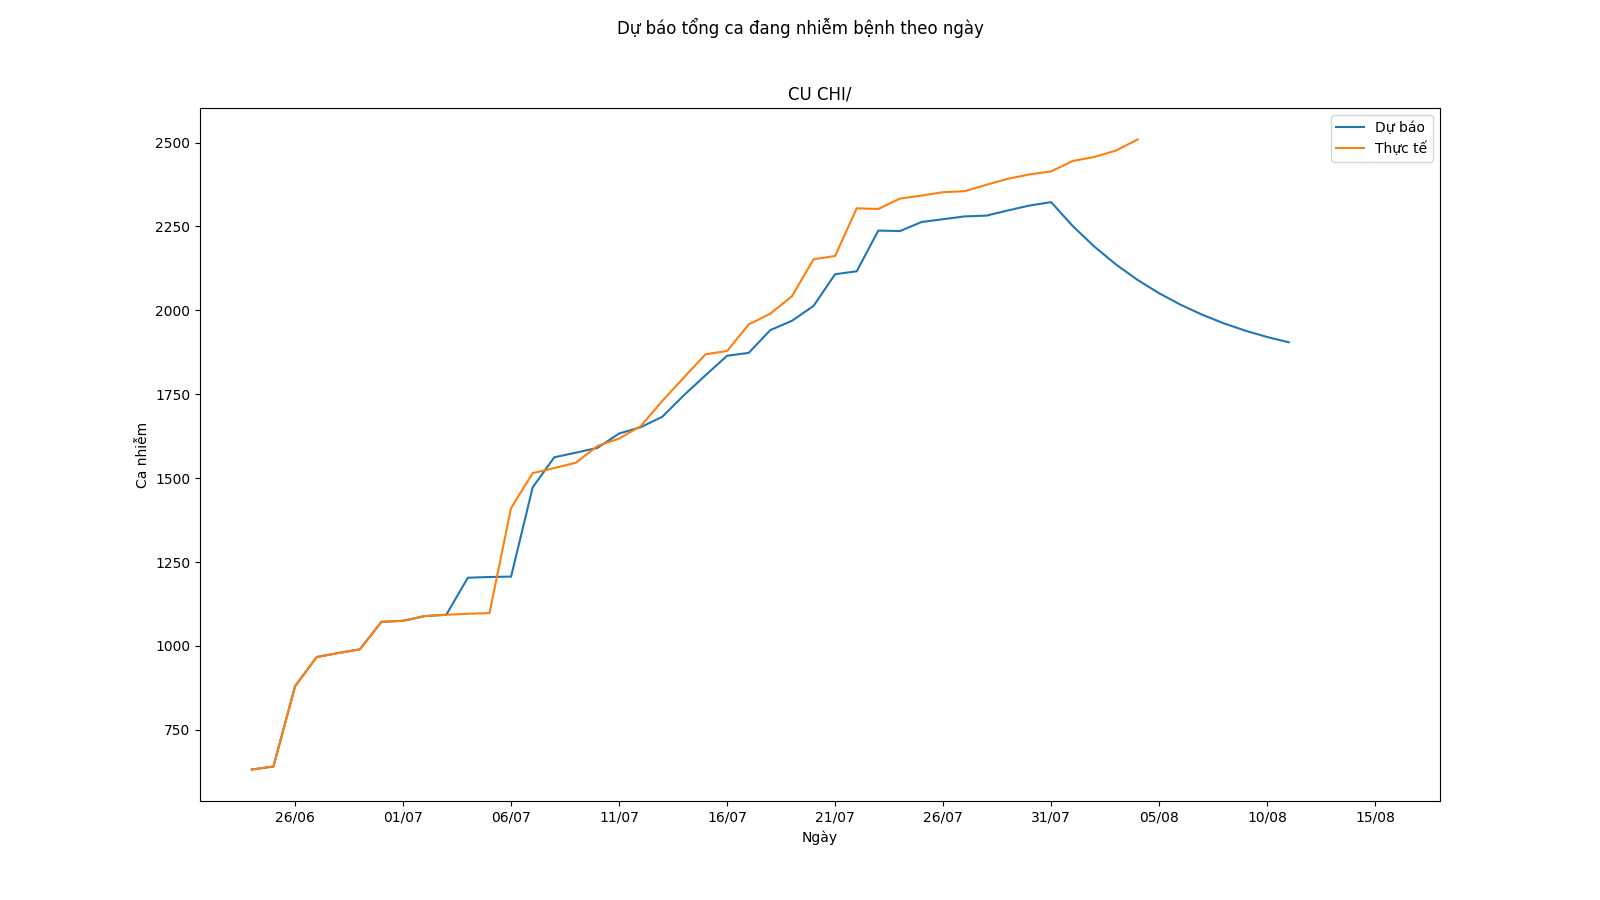 Dự báo tổng ca đang nhiễm bệnh theo ngày
CU CHI/
Dự báo
Thực tế
2500
2250
2000
1750
1500
1250
1000
750
Ca nhiễm
26/06 01/07 06/07 11/07 16/07 21/07 26/07 31/07 05/08 10/08 15/08
Ngày